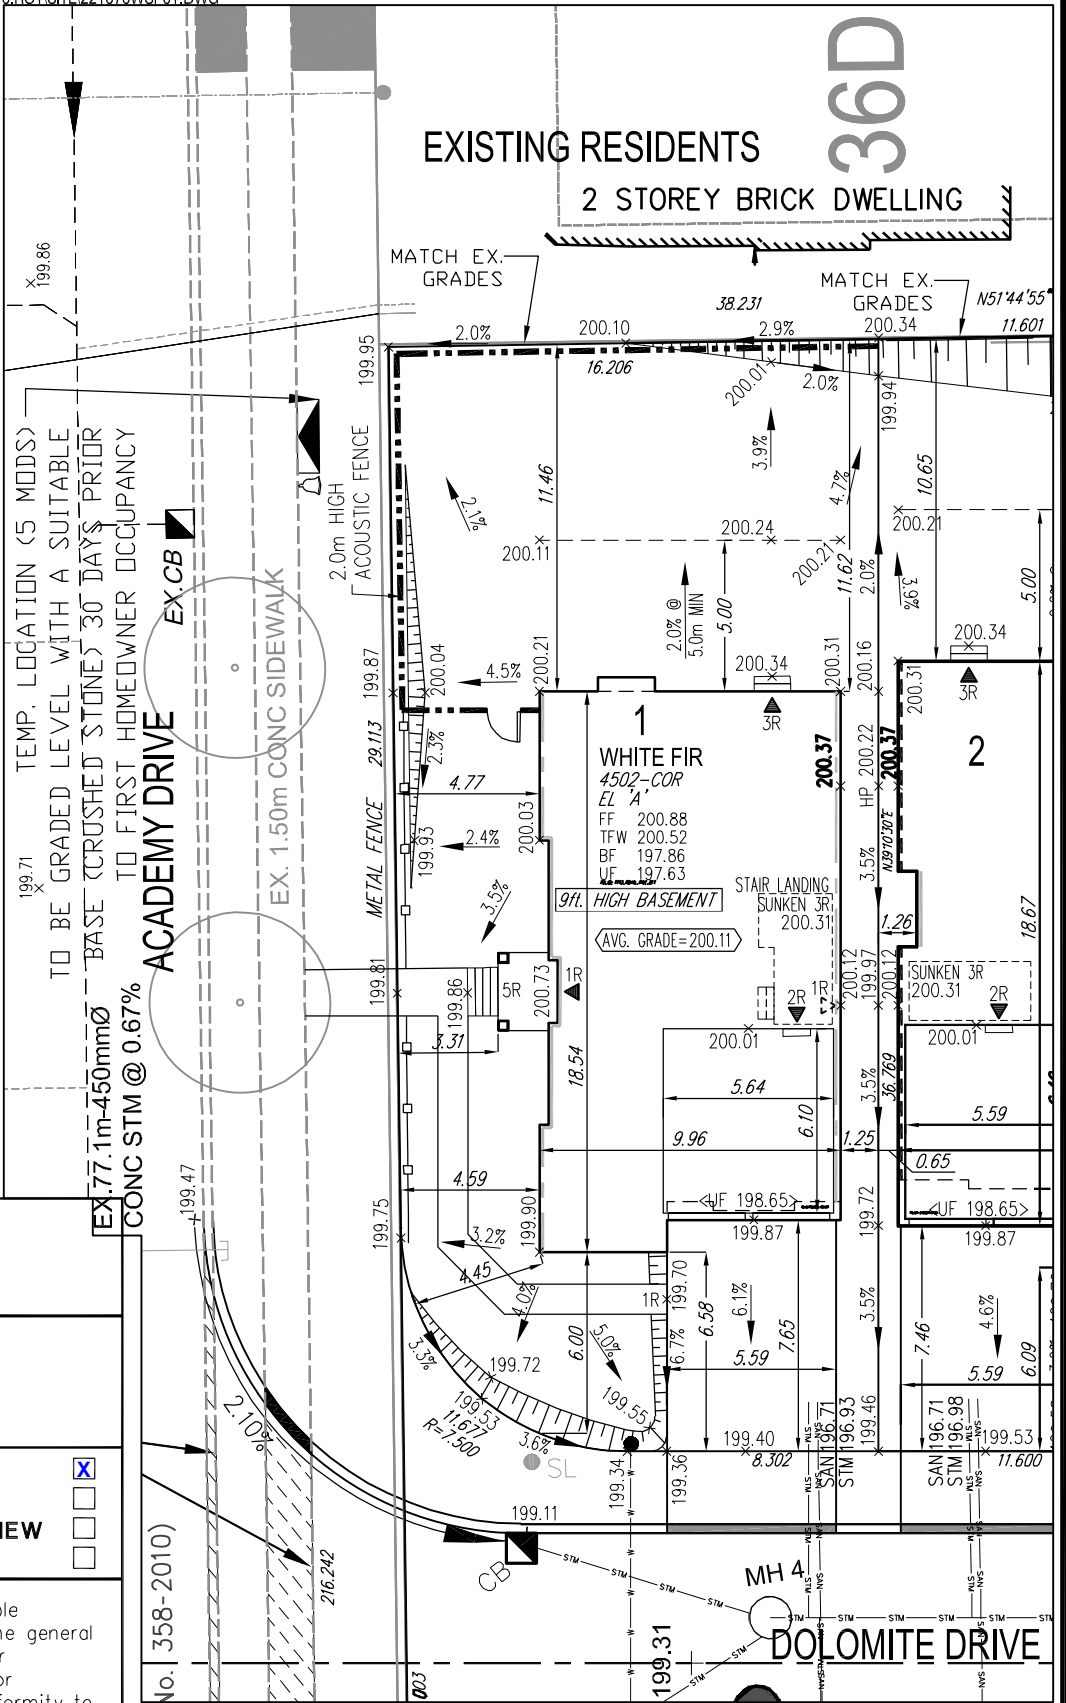 36D
EXISTING RESIDENTS
2 STOREY BRICK DWELLING
MATCH EX.
GRADES
MATCH EX.
GRADES
38.231
N51°44'55"
11.601
199.86
199.95
2.0%
200.10
2.9%
200.34
16.206
200.01
2.0%
199.94
TEMP. LOCATION (5 MODS)
TO BE GRADED LEVEL WITH A SUITABLE
BASE (CRUSHED STONE) 30 DAYS PRIOR
TO FIRST HOMEOWNER OCCUPANCY
EX.CB
2.0m HIGH
ACOUSTIC FENCE
2.1%
11.46
3.9%
4.7%
10.65
200.11
200.24
200.21
11.62
2.0%
200.21
3.9%
5.00
2.0% @
5.0m MIN
5.00
ACADEMY DRIVE
EX. 1.50m CONC SIDEWALK
199.87
200.04
4.5%
200.21
200.34
3R
200.31
200.16
200.34
3R
200.31
29.113
2.3%
4.77
METAL FENCE
199.93
2.4%
200.03
3.5%
1
WHITE FIR
4502-COR
EL 'A'
FF 200.88
TFW 200.52
BF 197.86
UF 197.63
9ft. HIGH BASEMENT
AVG. GRADE=200.11
200.37
HP 200.22
200.37
2
N39°10'30"E
3.5%
STAIR LANDING
SUNKEN 3R
200.31
1.26
18.67
199.71
199.81
199.86
5R
200.73
1R
2R
1R
200.12
199.97
200.12
SUNKEN 3R
200.31
2R
3.31
18.54
200.01
200.01
EX.77.1m-450mmØ
CONC STM @ 0.67%
5.64
6.10
3.5%
36.769
5.59
9.96
1.25
0.65
4.59
199.47
199.75
199.90
3.2%
<UF 198.65>
199.87
199.72
<UF 198.65>
199.87
4.45
4.0%
1R
199.70
6.00
5.0%
6.7%
6.58
6.1%
7.65
5.59
3.5%
7.46
4.6%
5.59
6.09
3.3%
199.72
199.53
11.677
R=7.500
199.55
3.6%
2.10%
SL
199.34
199.36
199.40
8.302
SAN 196.71
STM 196.93
199.46
SAN 196.71
STM 196.98
199.53
11.600
X
IEW
199.11
CB
MH 4
DOLOMITE DRIVE
216.242
No. 358-2010)
199.31